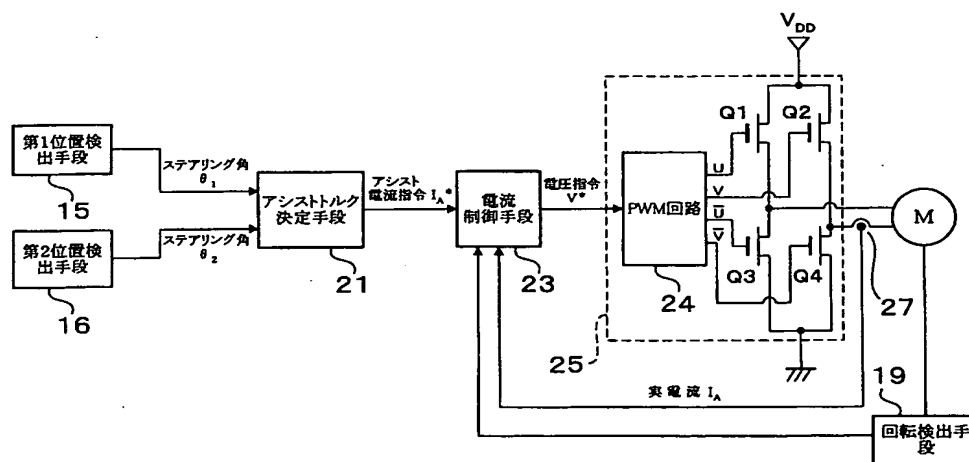 V_DD
Q1
Q2
第1位置検
出手段
ステアリング角
θ₁
15
アシストトルク
決定手段
アシスト
電流指令 I_A*
電流
制御手段
電圧指令
V*
PWM回路
U
V
U̅
V̅
M
第2位置検
出手段
ステアリング角
θ₂
16
21
23
24
Q3
Q4
27
25
実電流 I_A
19
回転検出手
段